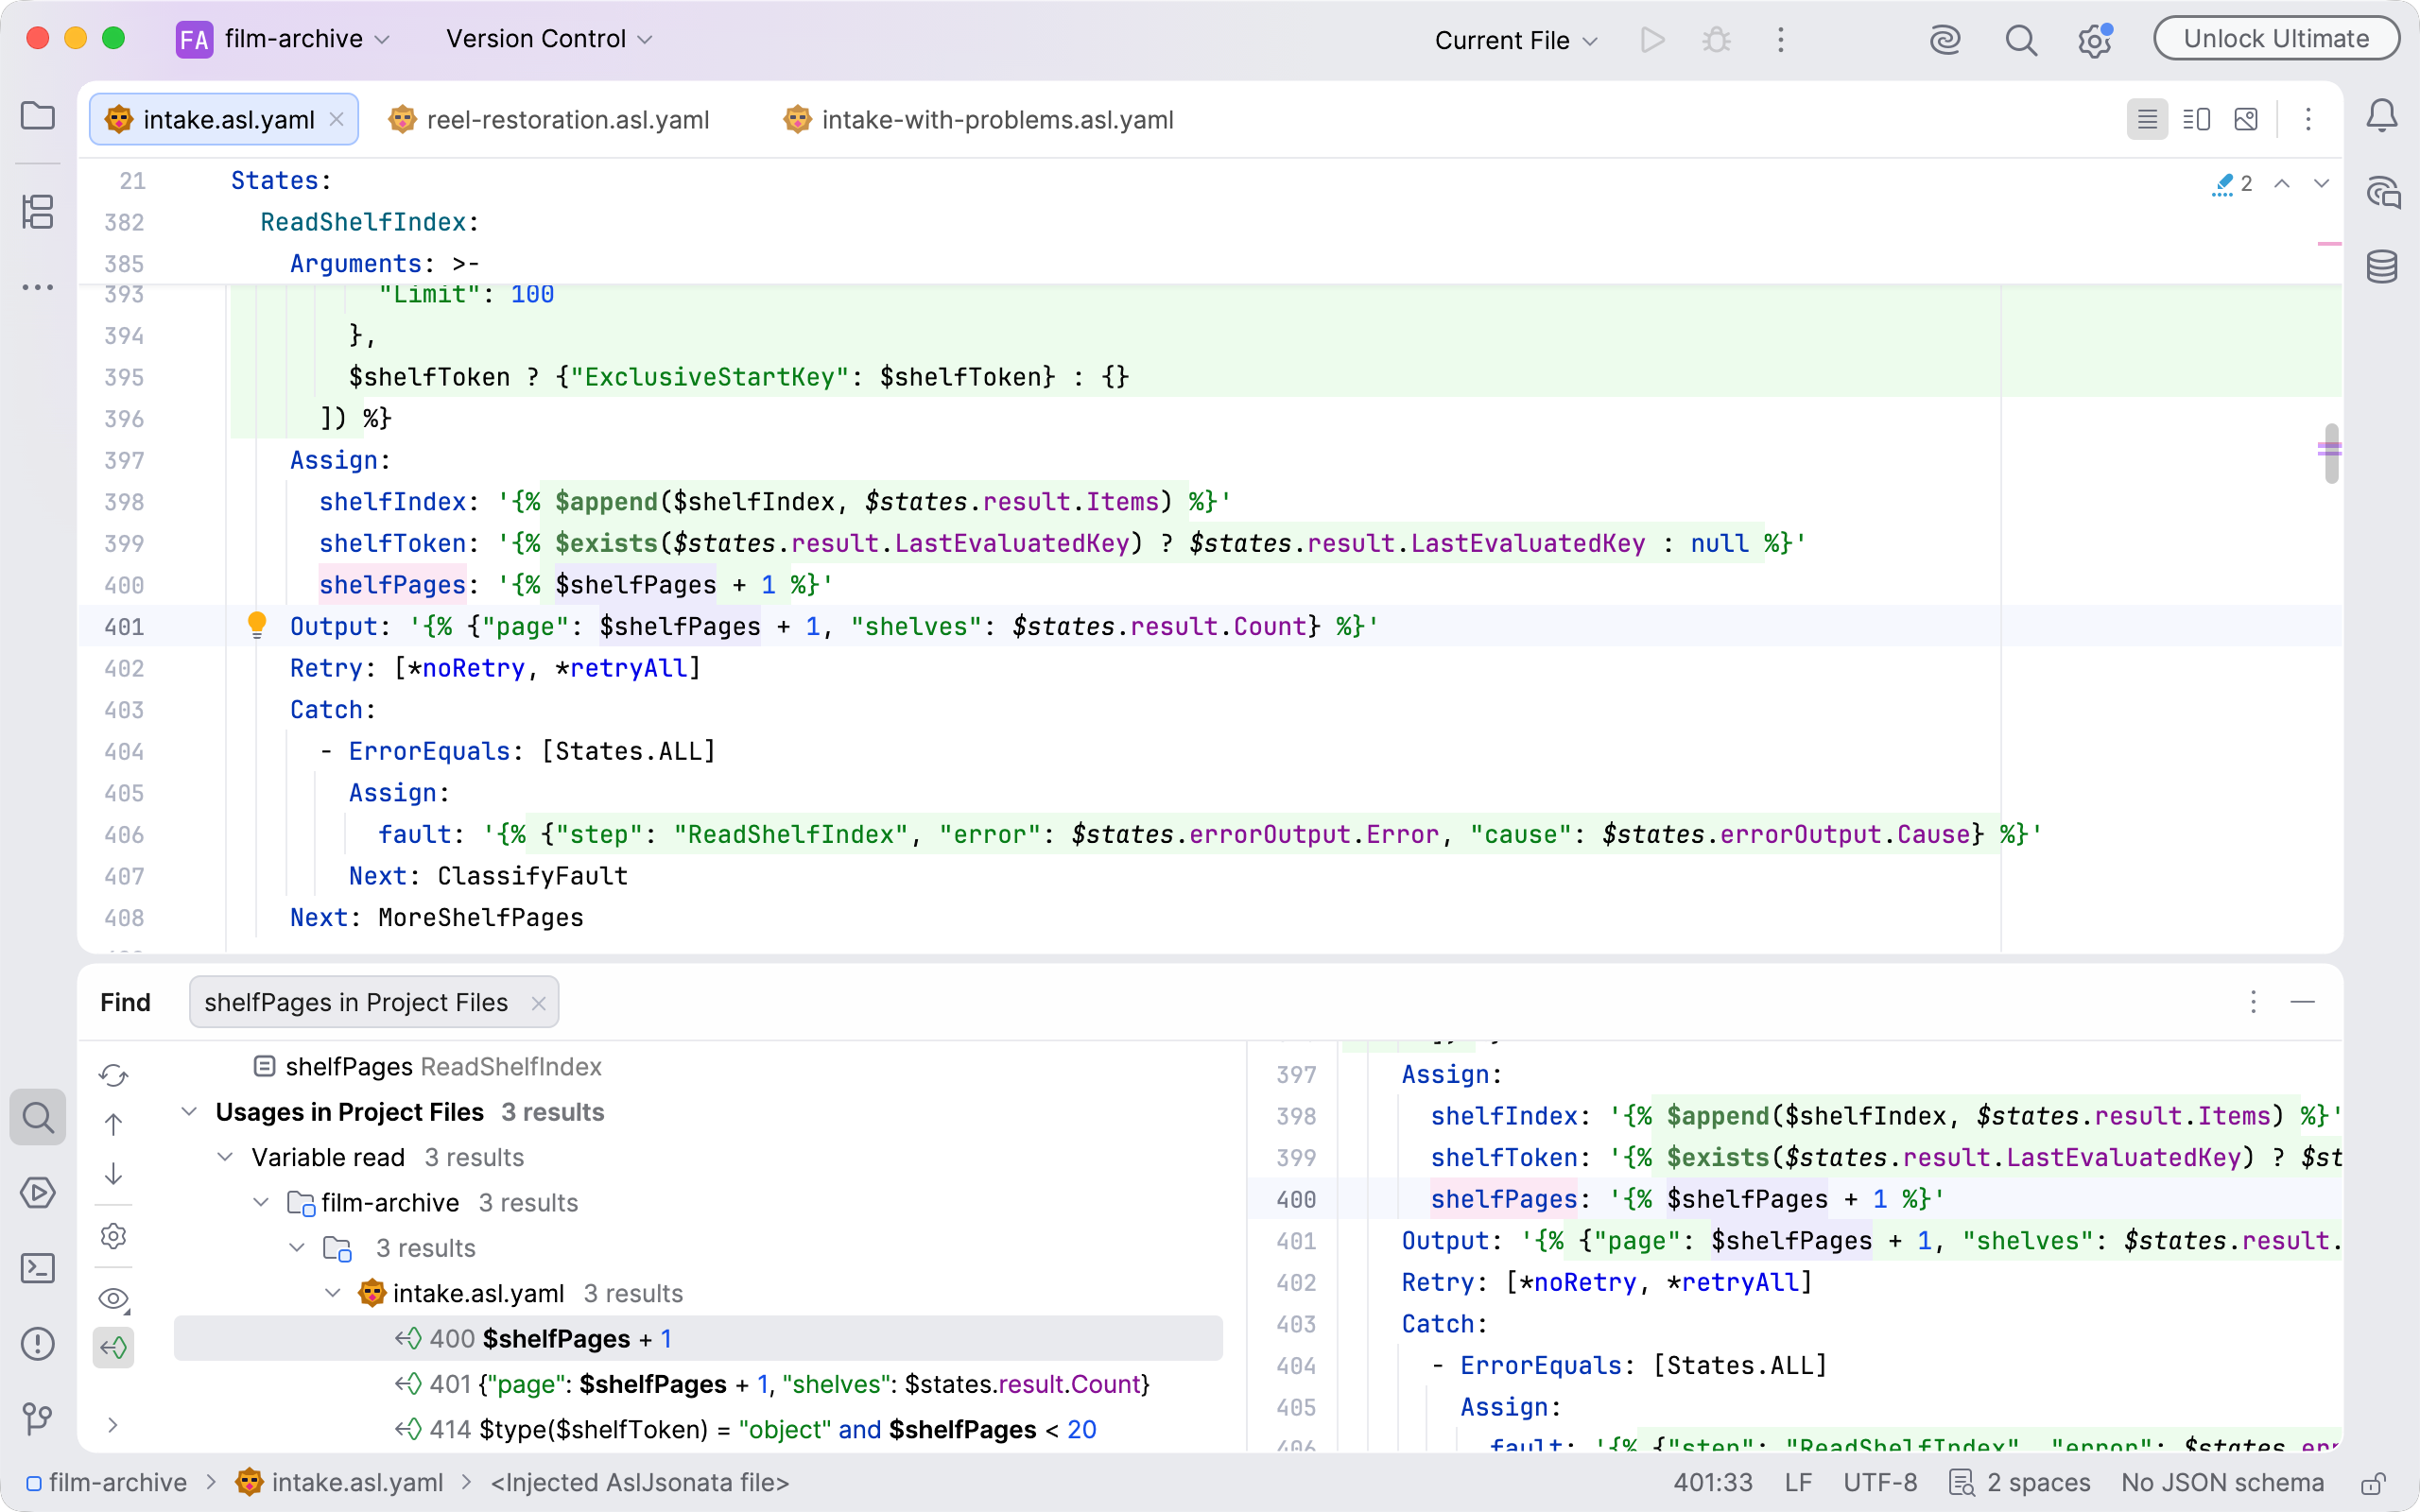 FA film-archive Version Control Current File Unlock Ultimate
intake.asl.yaml reel-restoration.asl.yaml intake-with-problems.asl.yaml
21 States: 2
382 ReadShelfIndex:
385 Arguments: >-
393 "Limit": 100
394 },
395 $shelfToken ? {"ExclusiveStartKey": $shelfToken} : {}
396 ]) %}
397 Assign:
398 shelfIndex: '{% $append($shelfIndex, $states.result.Items) %}'
399 shelfToken: '{% $exists($states.result.LastEvaluatedKey) ? $states.result.LastEvaluatedKey : null %}'
400 shelfPages: '{% $shelfPages + 1 %}'
401 Output: '{% {"page": $shelfPages + 1, "shelves": $states.result.Count} %}'
402 Retry: [*noRetry, *retryAll]
403 Catch:
404 - ErrorEquals: [States.ALL]
405 Assign:
406 fault: '{% {"step": "ReadShelfIndex", "error": $states.errorOutput.Error, "cause": $states.errorOutput.Cause} %}'
407 Next: ClassifyFault
408 Next: MoreShelfPages
Find shelfPages in Project Files
shelfPages ReadShelfIndex
Usages in Project Files 3 results
Variable read 3 results
film-archive 3 results
3 results
intake.asl.yaml 3 results
400 $shelfPages + 1
401 {"page": $shelfPages + 1, "shelves": $states.result.Count}
414 $type($shelfToken) = "object" and $shelfPages < 20
397 Assign:
398 shelfIndex: '{% $append($shelfIndex, $states.result.Items) %}'
399 shelfToken: '{% $exists($states.result.LastEvaluatedKey) ? $st
400 shelfPages: '{% $shelfPages + 1 %}'
401 Output: '{% {"page": $shelfPages + 1, "shelves": $states.result.
402 Retry: [*noRetry, *retryAll]
403 Catch:
404 - ErrorEquals: [States.ALL]
405 Assign:
406 fault: '{% {"step": "ReadShelfIndex", "error": $states.err
film-archive > intake.asl.yaml > <Injected AslJsonata file> 401:33 LF UTF-8 2 spaces No JSON schema